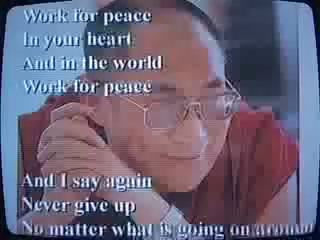 Work for peace
In your heart
And in the world
Work for peace
And I say again
Never give up
No matter what is going on around